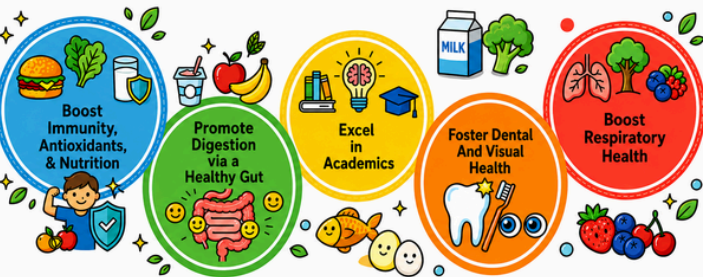 Boost
Immunity,
Antioxidants,
& Nutrition
Promote
Digestion
via a
Healthy Gut
Excel
in
Academics
MILK
Foster Dental
And Visual
Health
Boost
Respiratory
Health